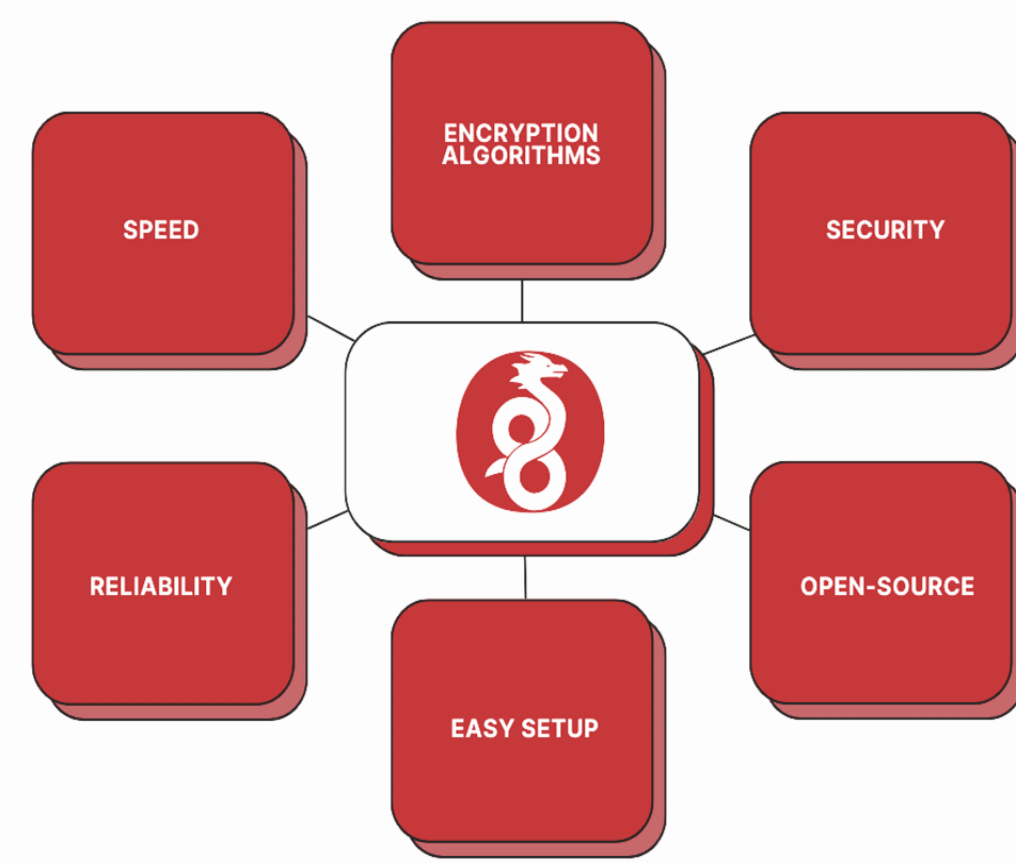 ENCRYPTION
ALGORITHMS
SPEED
SECURITY
RELIABILITY
OPEN-SOURCE
EASY SETUP